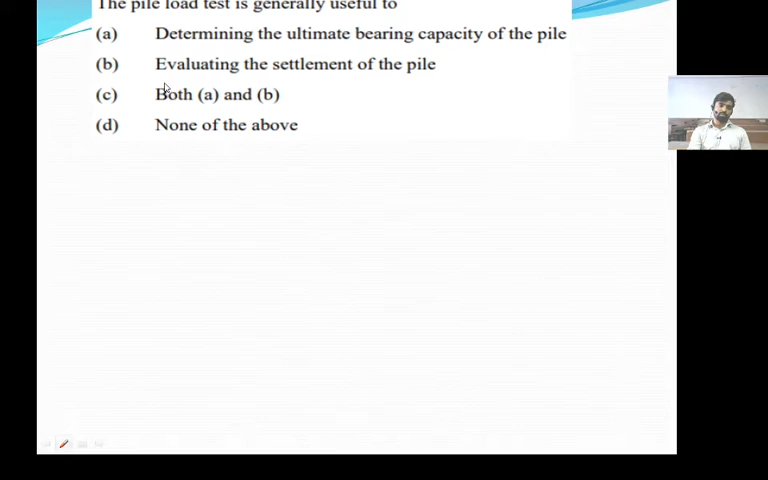 The pile load test is generally useful to
(a) Determining the ultimate bearing capacity of the pile
(b) Evaluating the settlement of the pile
(c) Both (a) and (b)
(d) None of the above